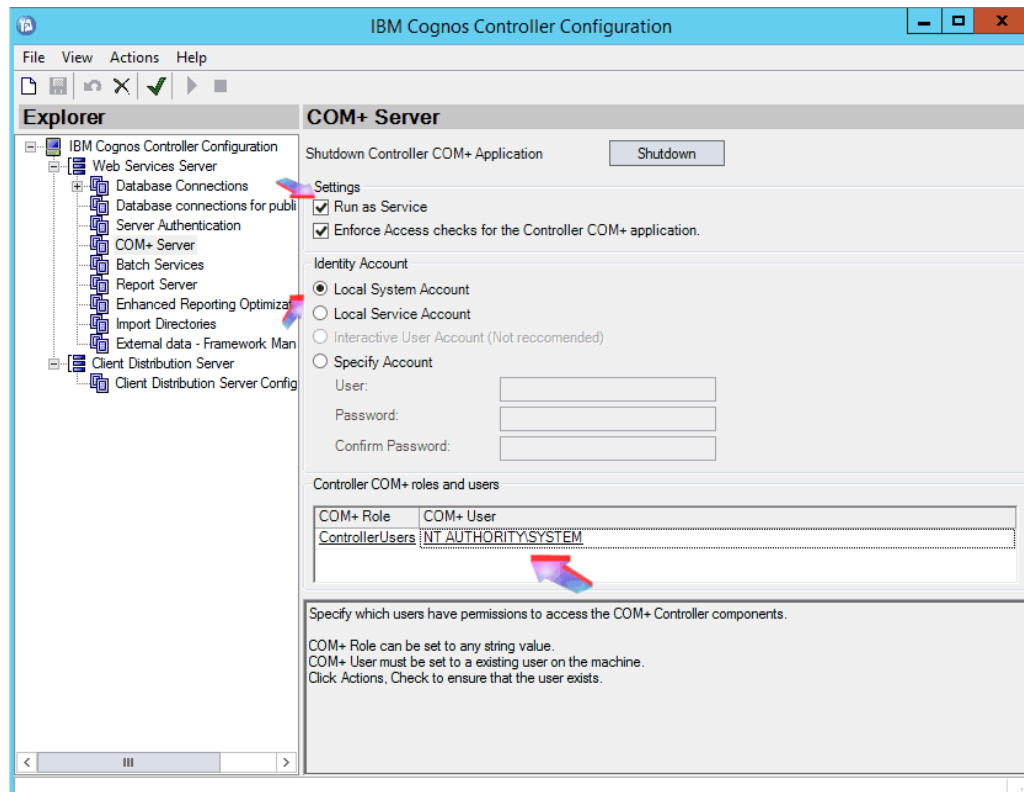 IBM Cognos Controller Configuration
File View Actions Help
Explorer
IBM Cognos Controller Configuration
Web Services Server
Database Connections
Database connections for publi
Server Authentication
COM+ Server
Batch Services
Report Server
Enhanced Reporting Optimizat
Import Directories
External data - Framework Man
Client Distribution Server
Client Distribution Server Config
COM+ Server
Shutdown Controller COM+ Application Shutdown
Settings
Run as Service
Enforce Access checks for the Controller COM+ application.
Identity Account
Local System Account
Local Service Account
Interactive User Account (Not reccomended)
Specify Account
User:
Password:
Confirm Password:
Controller COM+ roles and users
COM+ Role COM+ User
ControllerUsers NT AUTHORITY\SYSTEM
Specify which users have permissions to access the COM+ Controller components.
COM+ Role can be set to any string value.
COM+ User must be set to a existing user on the machine.
Click Actions, Check to ensure that the user exists.